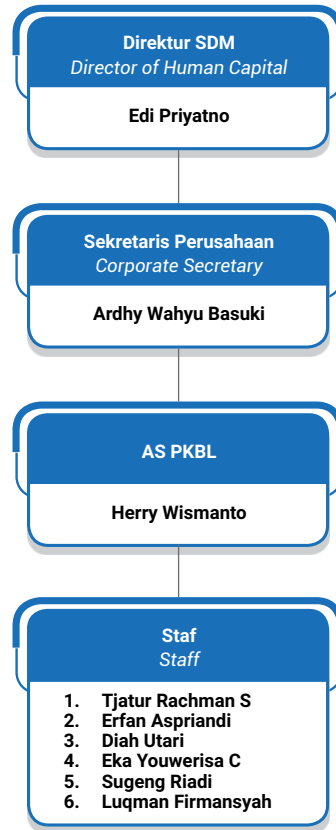 Direktur SDM
Director of Human Capital
Edi Priyatno
Sekretaris Perusahaan
Corporate Secretary
Ardhy Wahyu Basuki
AS PKBL
Herry Wismanto
Staf
Staff
1. Tjatur Rachman S
2. Erfan Aspriandi
3. Diah Utari
4. Eka Youwerisa C
5. Sugeng Riadi
6. Luqman Firmansyah